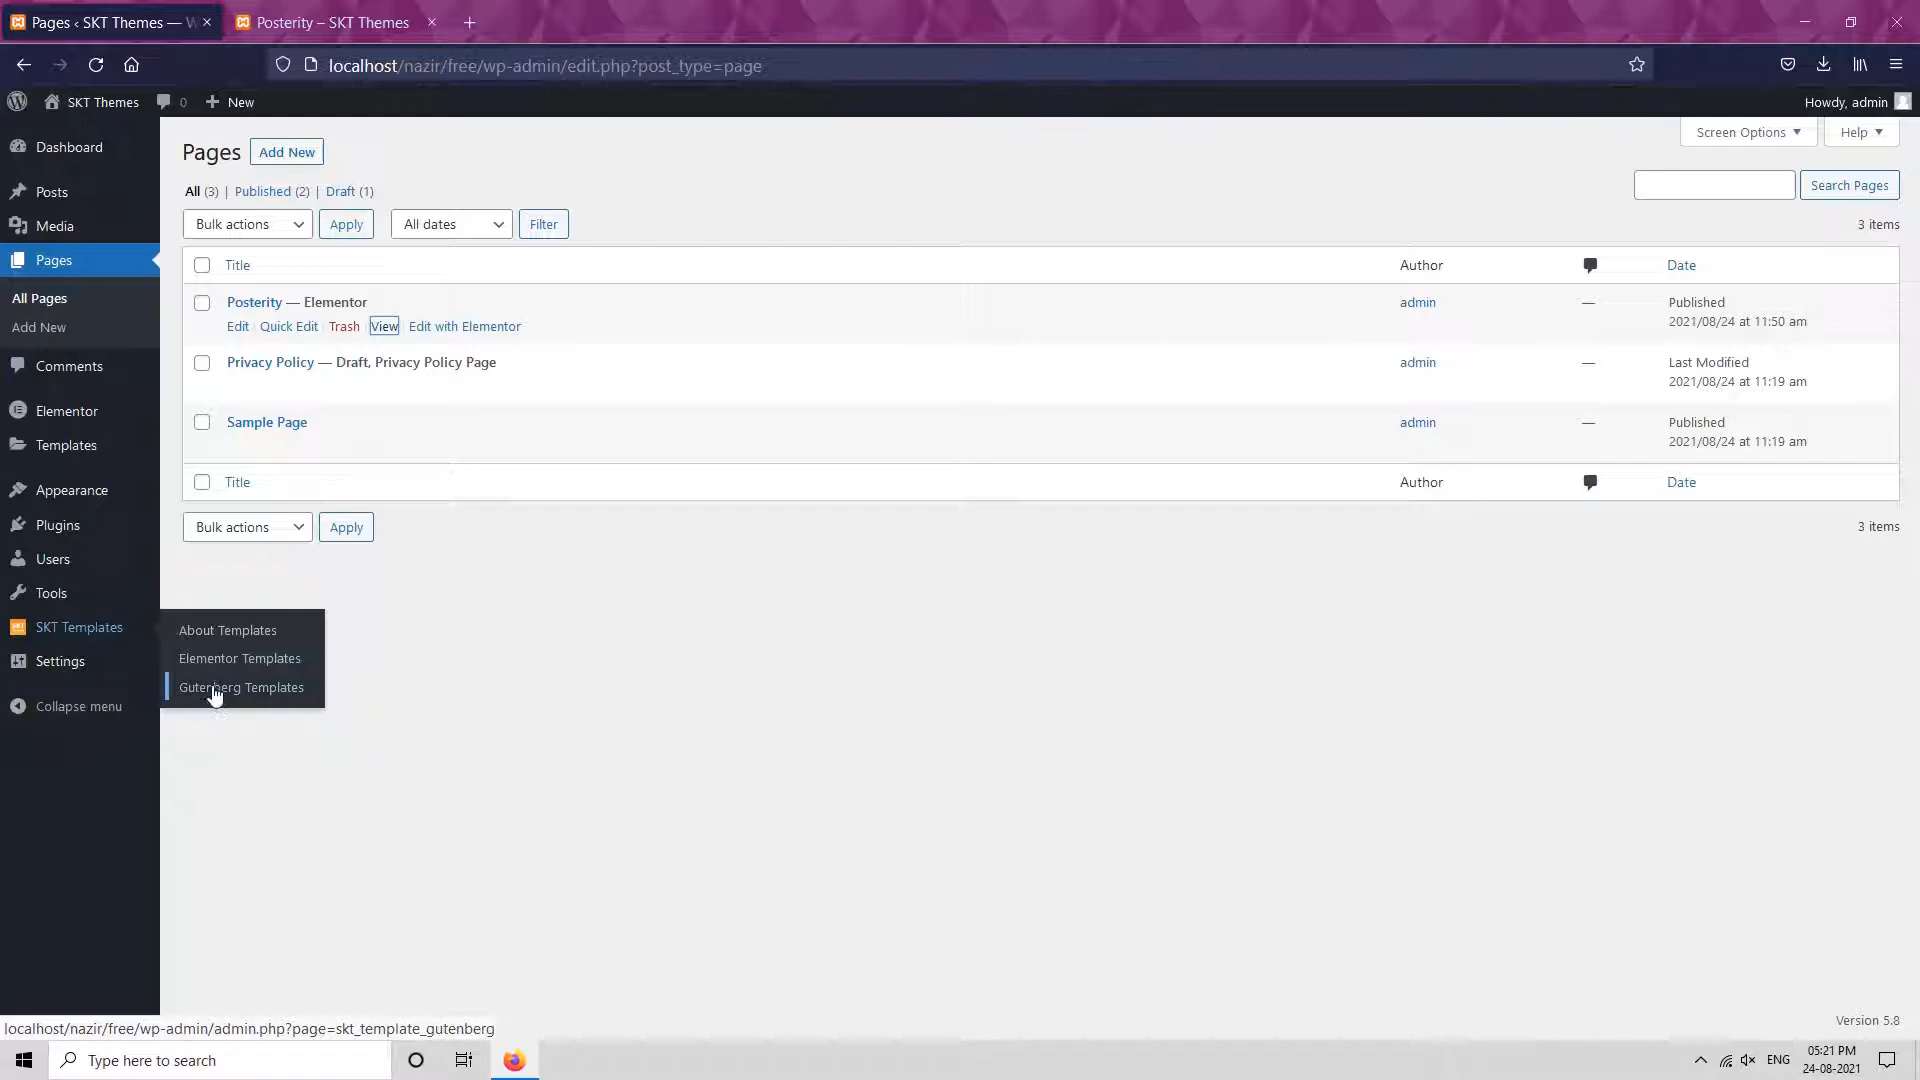 Pages ‹ SKT Themes — W
Posterity – SKT Themes
localhost/nazir/free/wp-admin/edit.php?post_type=page
SKT Themes 0 New
Howdy, admin
Screen Options Help
Dashboard
Posts
Media
Pages
All Pages
Add New
Comments
Elementor
Templates
Appearance
Plugins
Users
Tools
SKT Templates
Settings
Collapse menu
Pages Add New
All (3) | Published (2) | Draft (1)
Search Pages
Bulk actions Apply All dates Filter
3 items
Title Author Date
Posterity — Elementor admin — Published
Edit Quick Edit Trash View Edit with Elementor 2021/08/24 at 11:50 am
Privacy Policy — Draft, Privacy Policy Page admin — Last Modified
2021/08/24 at 11:19 am
Sample Page admin — Published
2021/08/24 at 11:19 am
Title Author Date
Bulk actions Apply
3 items
About Templates
Elementor Templates
Gutenberg Templates
Version 5.8
localhost/nazir/free/wp-admin/admin.php?page=skt_template_gutenberg
Type here to search
ENG
05:21 PM
24-08-2021